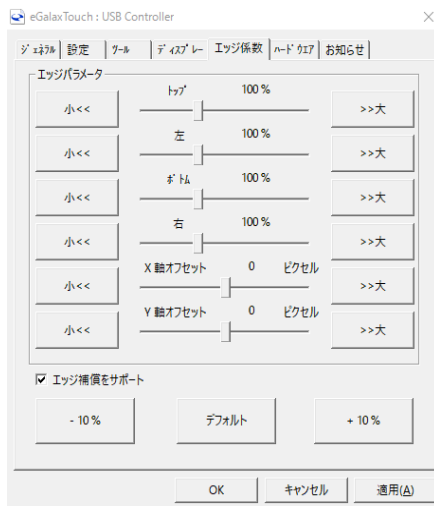 eGalaxTouch : USB Controller
ｼﾞｪﾈﾗﾙ 設定 ﾂｰﾙ ﾃﾞｨｽﾌﾟﾚｰ エッジ係数 ﾊｰﾄﾞｳｴｱ お知らせ
エッジパラメータ
ﾄｯﾌﾟ 100 %
小<< >>大
左 100 %
小<< >>大
ﾎﾞﾄﾑ 100 %
小<< >>大
右 100 %
小<< >>大
X 軸オフセット 0 ピクセル
小<< >>大
Y 軸オフセット 0 ピクセル
小<< >>大
エッジ補償をサポート
- 10 % デフォルト + 10 %
OK キャンセル 適用(A)